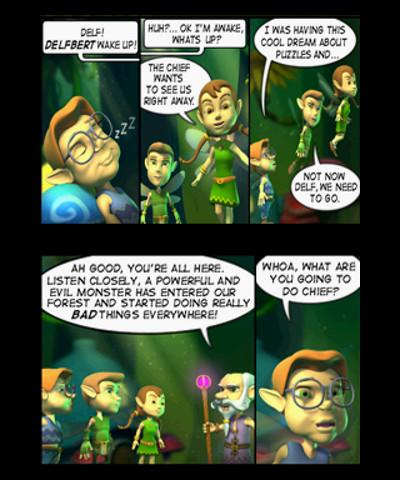 DELF!
DELFBERT WAKE UP!
ZZZ
HUH?... OK I'M AWAKE,
WHATS UP?
THE CHIEF
WANTS
TO SEE US
RIGHT AWAY.
I WAS HAVING THIS
COOL DREAM ABOUT
PUZZLES AND...
NOT NOW
DELF, WE NEED
TO GO.
AH GOOD, YOU'RE ALL HERE.
LISTEN CLOSELY, A POWERFUL AND
EVIL MONSTER HAS ENTERED OUR
FOREST AND STARTED DOING REALLY
BAD THINGS EVERYWHERE!
WHOA, WHAT ARE
YOU GOING TO
DO CHIEF?